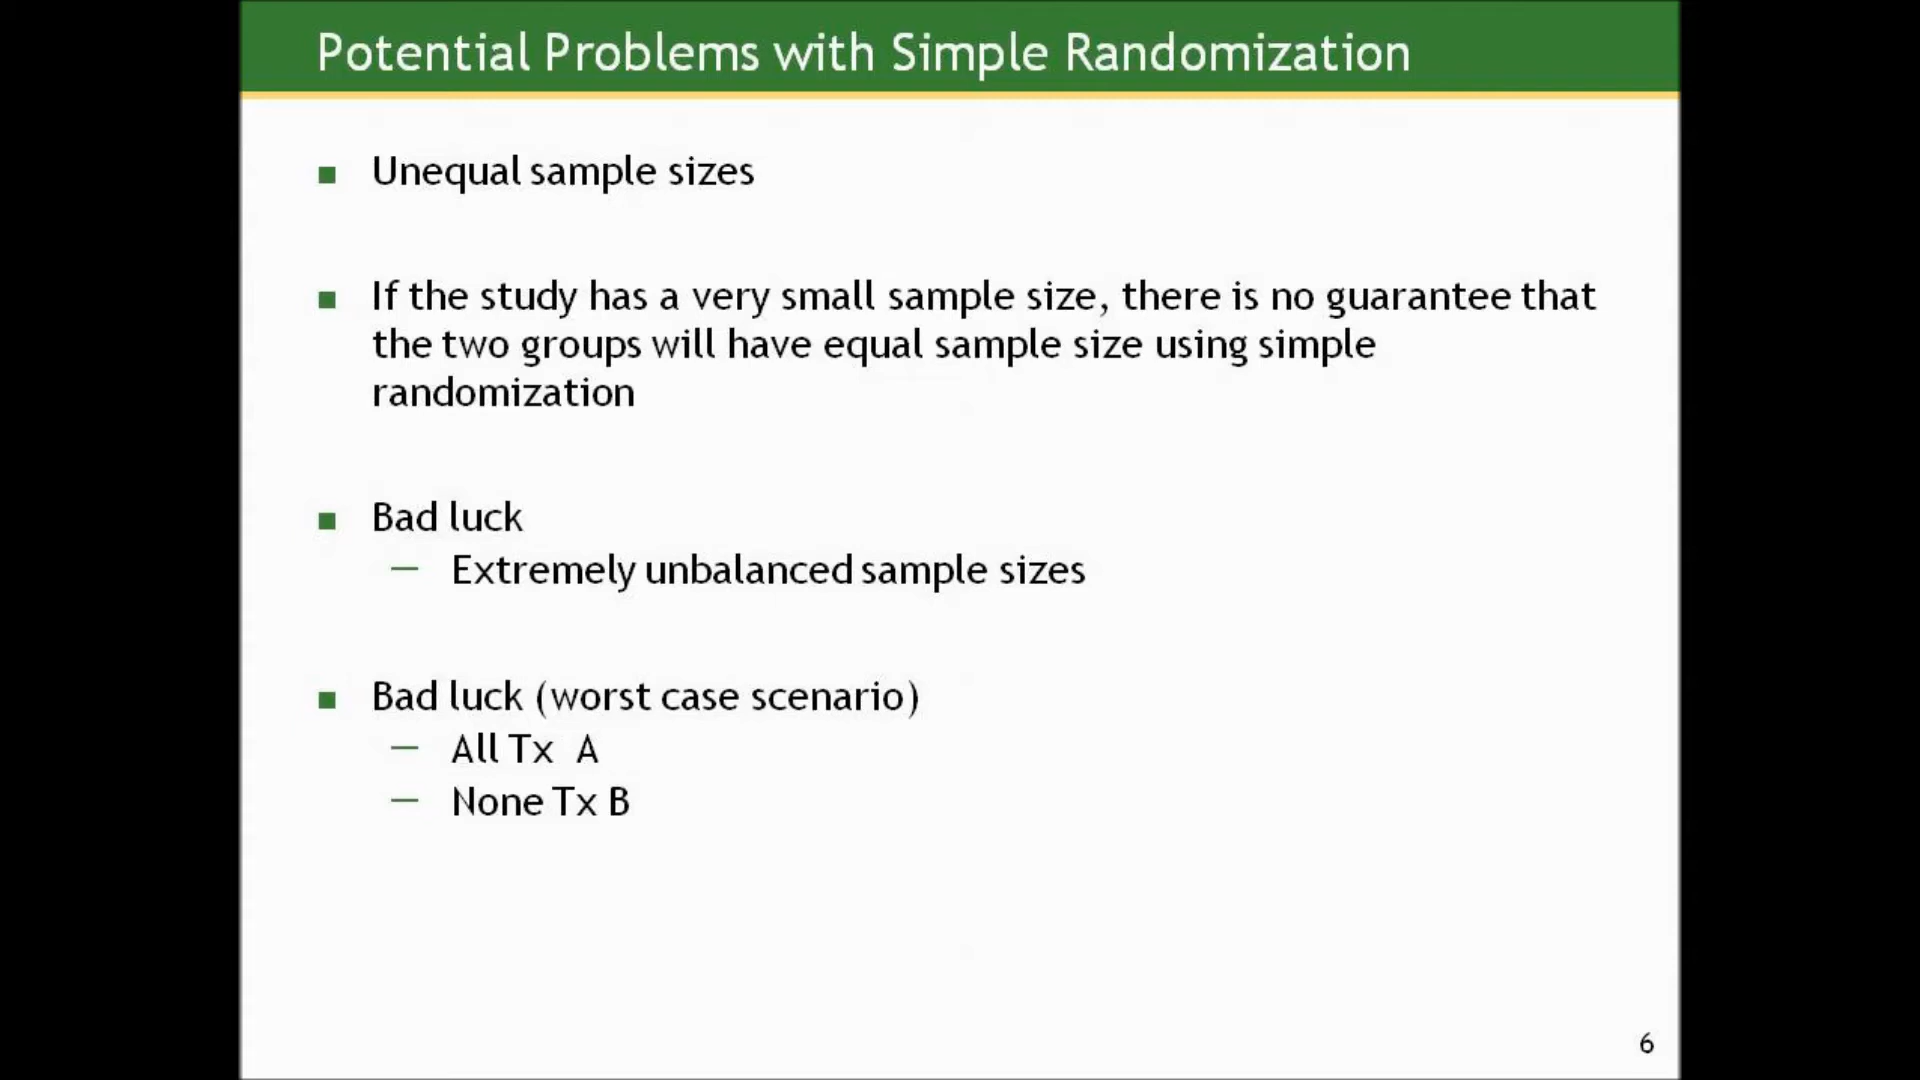 Potential Problems with Simple Randomization
■ Unequal sample sizes
■ If the study has a very small sample size, there is no guarantee that
the two groups will have equal sample size using simple
randomization
■ Bad luck
— Extremely unbalanced sample sizes
■ Bad luck (worst case scenario)
— All Tx A
— None Tx B
6